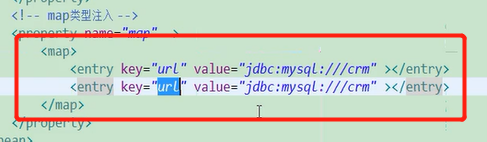 <!-- map类型注入 -->
<property name="map" >
<map>
<entry key="url" value="jdbc:mysql:///crm" ></entry>
<entry key="url" value="jdbc:mysql:///crm" ></entry>
</map>
</property>